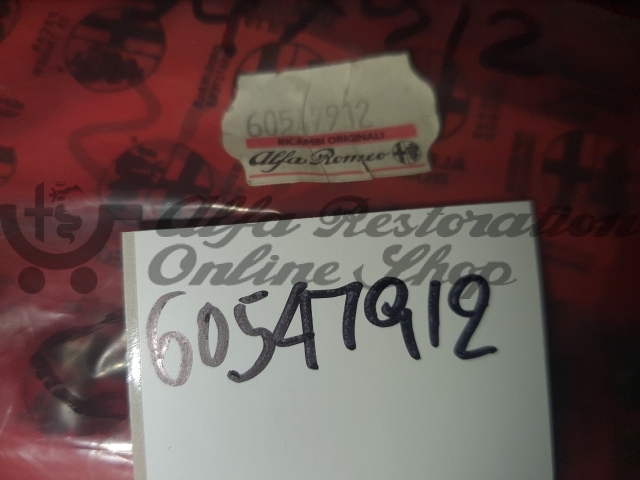 60547912
RICAMBI ORIGINALI
Alfa Romeo
Alfa Restoration
Online Shop
60547912